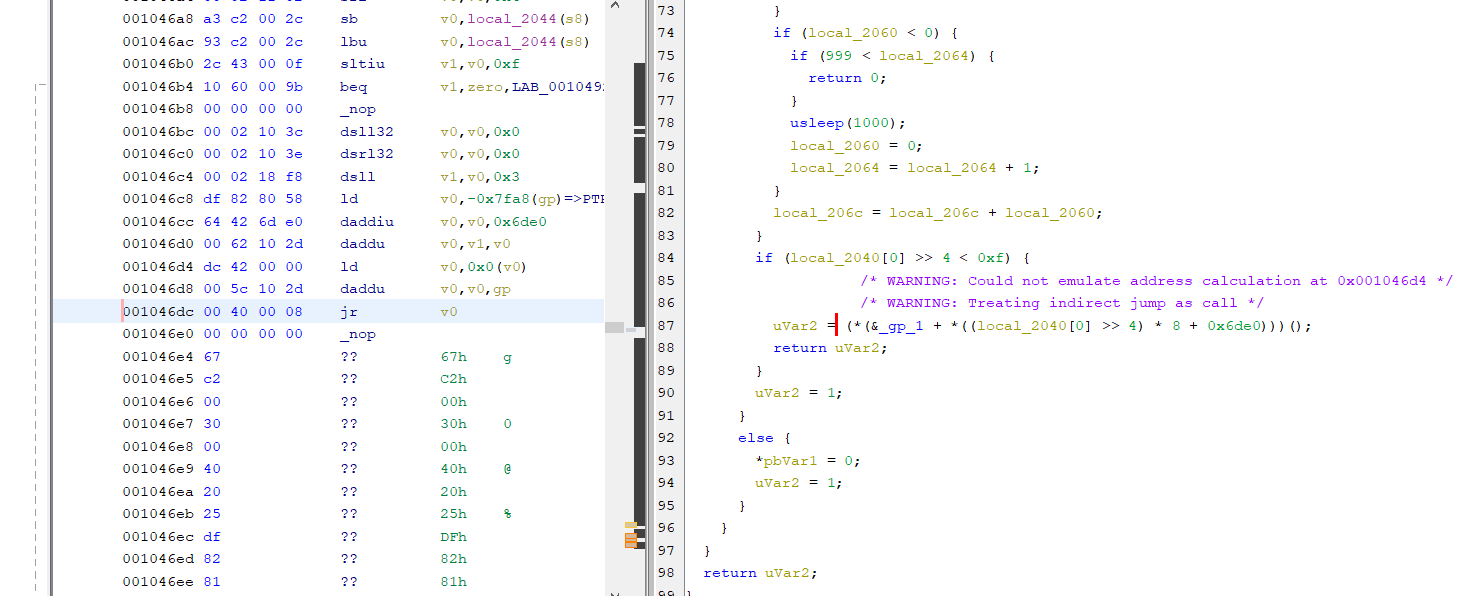 001046a8 a3 c2 00 2c sb v0,local_2044(s8)
001046ac 93 c2 00 2c lbu v0,local_2044(s8)
001046b0 2c 43 00 0f sltiu v1,v0,0xf
001046b4 10 60 00 9b beq v1,zero,LAB_001049
001046b8 00 00 00 00 _nop
001046bc 00 02 10 3c dsll32 v0,v0,0x0
001046c0 00 02 10 3e dsrl32 v0,v0,0x0
001046c4 00 02 18 f8 dsll v1,v0,0x3
001046c8 df 82 80 58 ld v0,-0x7fa8(gp)=>PTR
001046cc 64 42 6d e0 daddiu v0,v0,0x6de0
001046d0 00 62 10 2d daddu v0,v1,v0
001046d4 dc 42 00 00 ld v0,0x0(v0)
001046d8 00 5c 10 2d daddu v0,v0,gp
001046dc 00 40 00 08 jr v0
001046e0 00 00 00 00 _nop
001046e4 67 ?? 67h g
001046e5 c2 ?? C2h
001046e6 00 ?? 00h
001046e7 30 ?? 30h 0
001046e8 00 ?? 00h
001046e9 40 ?? 40h @
001046ea 20 ?? 20h
001046eb 25 ?? 25h %
001046ec df ?? DFh
001046ed 82 ?? 82h
001046ee 81 ?? 81h
73 }
74 if (local_2060 < 0) {
75 if (999 < local_2064) {
76 return 0;
77 }
78 usleep(1000);
79 local_2060 = 0;
80 local_2064 = local_2064 + 1;
81 }
82 local_206c = local_206c + local_2060;
83 }
84 if (local_2040[0] >> 4 < 0xf) {
85 /* WARNING: Could not emulate address calculation at 0x001046d4 */
86 /* WARNING: Treating indirect jump as call */
87 uVar2 = (*(&_gp_1 + *((local_2040[0] >> 4) * 8 + 0x6de0)))();
88 return uVar2;
89 }
90 uVar2 = 1;
91 }
92 else {
93 *pbVar1 = 0;
94 uVar2 = 1;
95 }
96 }
97 }
98 return uVar2;
99 }